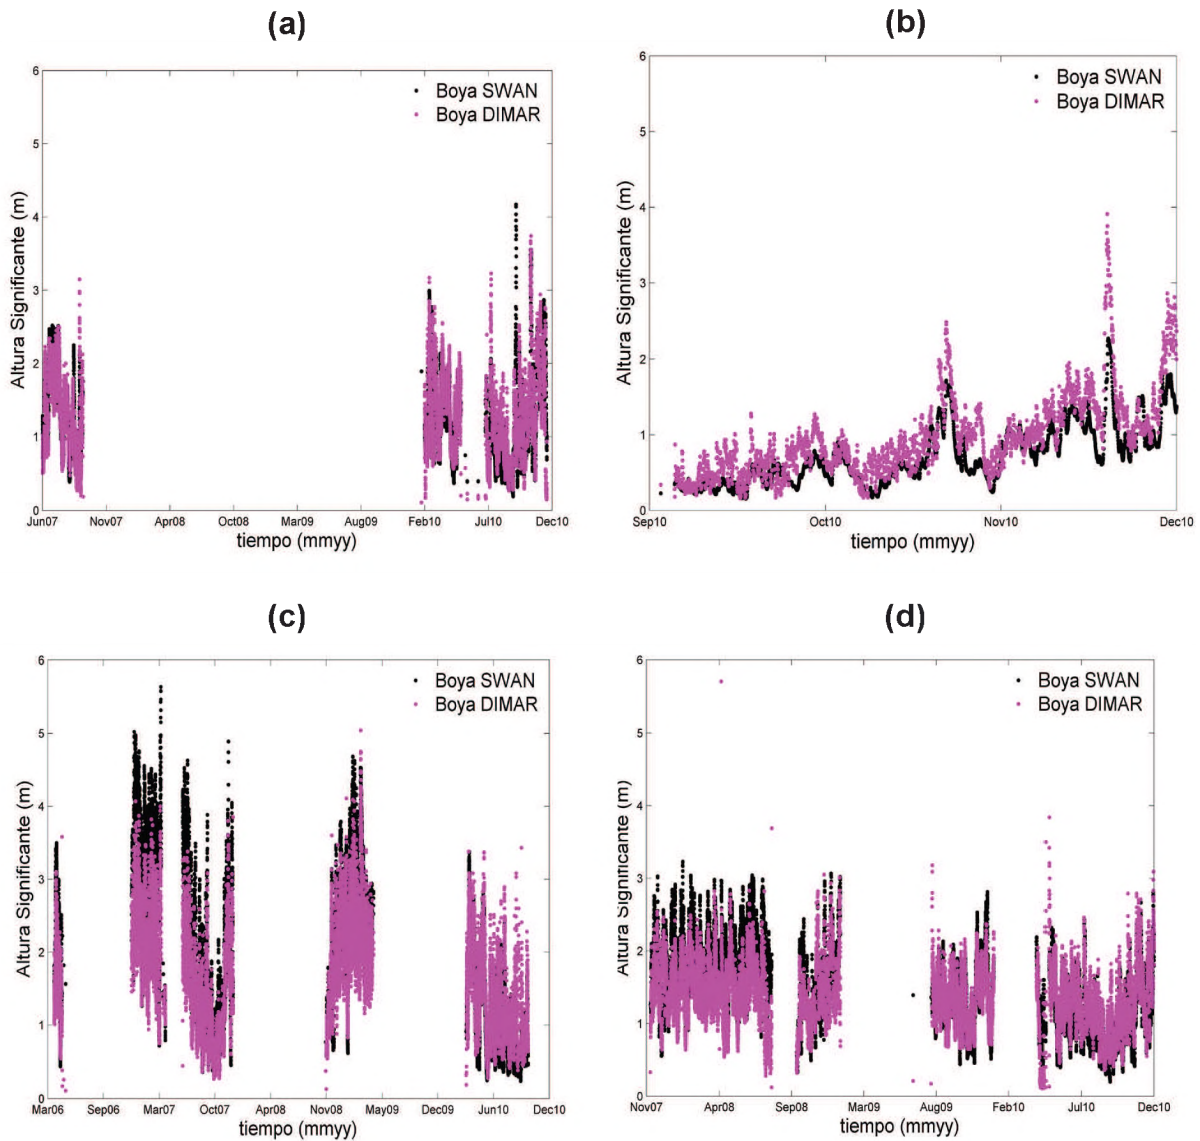 (a)
Boya SWAN
Boya DIMAR
Altura Significante (m)
6
5
4
3
2
1
0
Jun07 Nov07 Apr08 Oct08 Mar09 Aug09 Feb10 Jul10 Dec10
tiempo (mmyy)
(b)
Boya SWAN
Boya DIMAR
Altura Significante (m)
6
5
4
3
2
1
0
Sep10 Oct10 Nov10 Dec10
tiempo (mmyy)
(c)
Boya SWAN
Boya DIMAR
Altura Significante (m)
6
5
4
3
2
1
0
Mar06 Sep06 Mar07 Oct07 Apr08 Nov08 May09 Dec09 Jun10 Dec10
tiempo (mmyy)
(d)
Boya SWAN
Boya DIMAR
Altura Significante (m)
6
5
4
3
2
1
0
Nov07 Apr08 Sep08 Mar09 Aug09 Feb10 Jul10 Dec10
tiempo (mmyy)